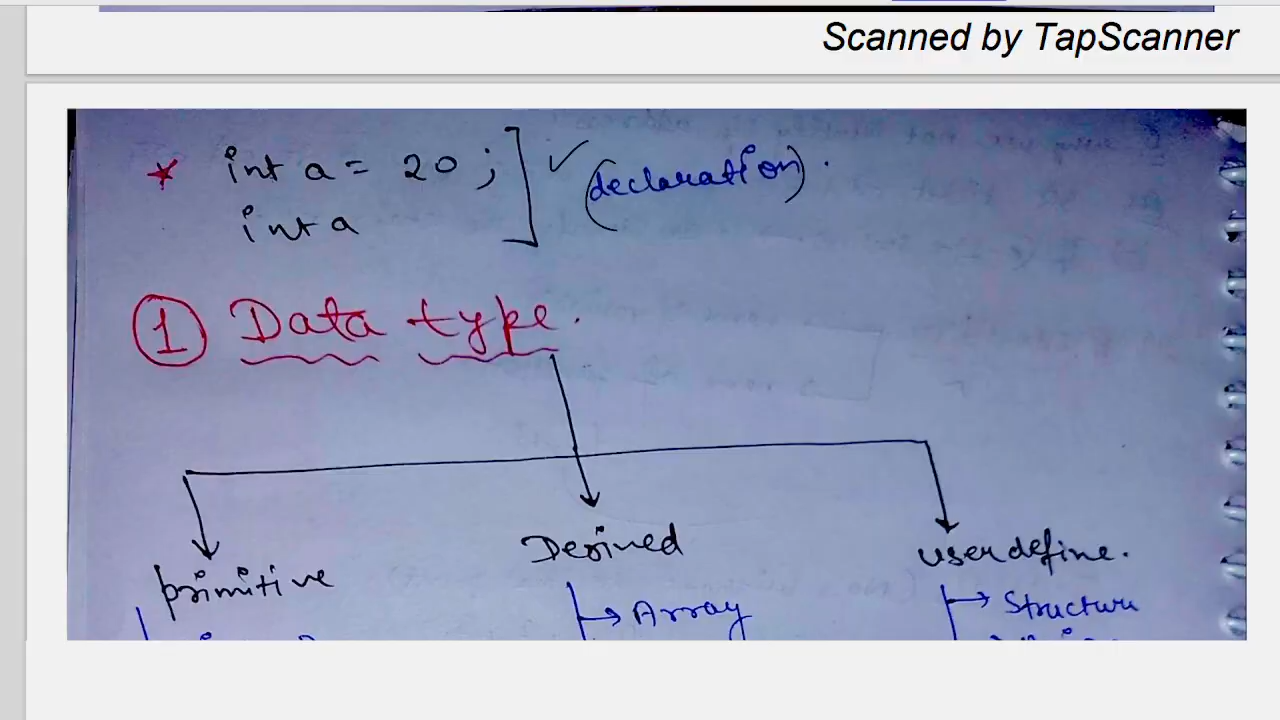 Scanned by TapScanner
* int a = 20 ; ] ✓ (declaration).
int a
① Data type.
primitive
Derived
userdefine.
→ Array
→ Structure